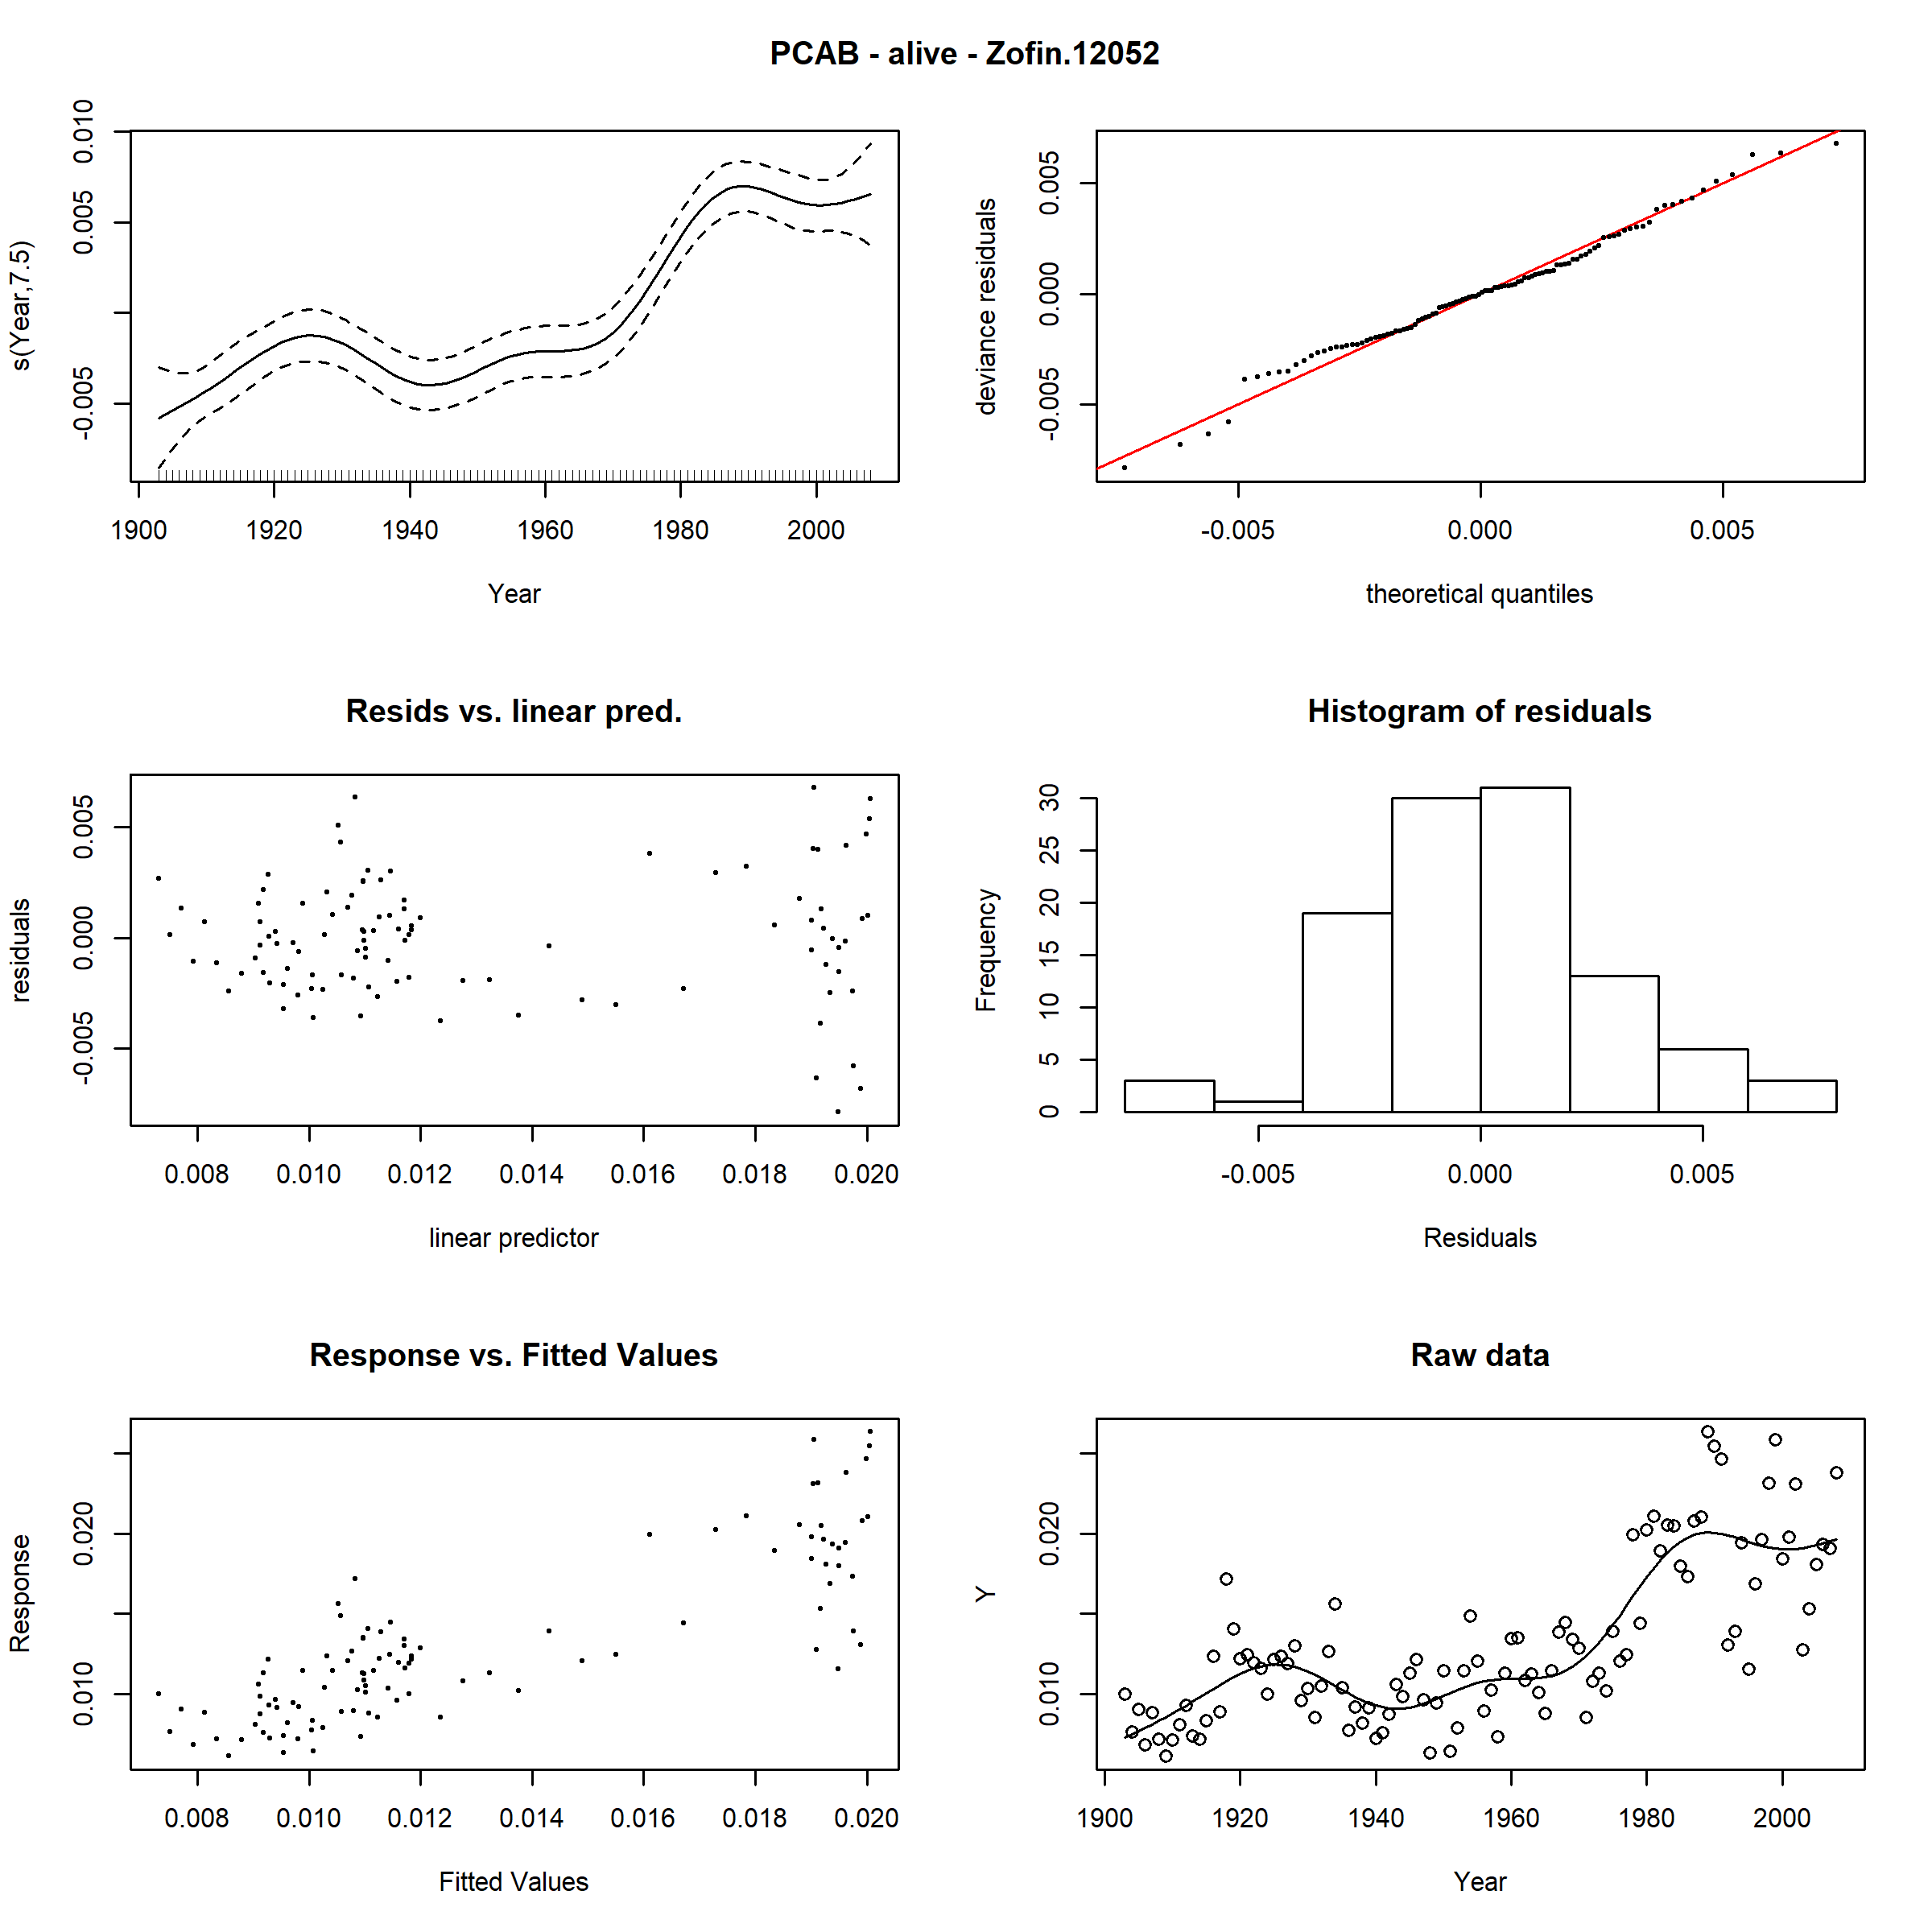 PCAB - alive - Zofin.12052
s(Year,7.5)
-0.005
0.005
0.010
1900 1920 1940 1960 1980 2000
Year
deviance residuals
-0.005
0.000
0.005
-0.005 0.000 0.005
theoretical quantiles
Resids vs. linear pred.
residuals
-0.005
0.000
0.005
0.008 0.010 0.012 0.014 0.016 0.018 0.020
linear predictor
Histogram of residuals
Frequency
0
5
10
15
20
25
30
-0.005 0.000 0.005
Residuals
Response vs. Fitted Values
Response
0.010
0.020
0.008 0.010 0.012 0.014 0.016 0.018 0.020
Fitted Values
Raw data
Y
0.010
0.020
1900 1920 1940 1960 1980 2000
Year